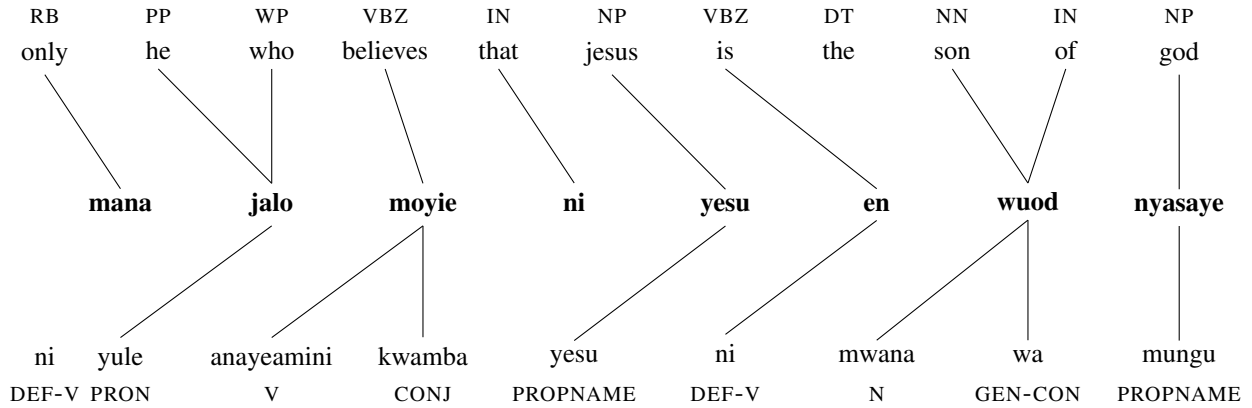 RB PP WP VBZ IN NP VBZ DT NN IN NP
only he who believes that jesus is the son of god
mana jalo moyie ni yesu en wuod nyasaye
ni yule anayeamini kwamba yesu ni mwana wa mungu
DEF-V PRON V CONJ PROPNAME DEF-V N GEN-CON PROPNAME